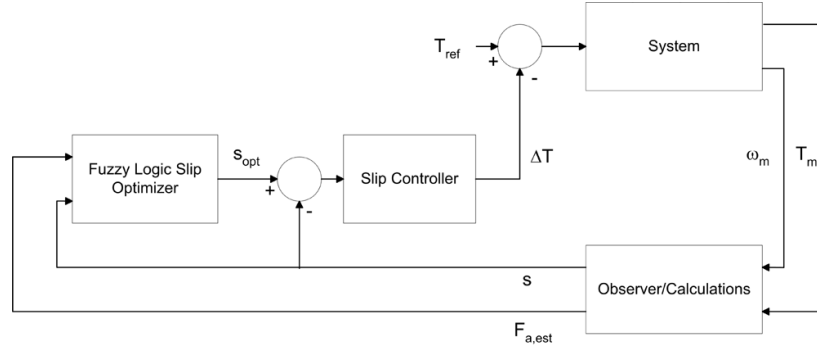 System
T_ref
+
-
Fuzzy Logic Slip
Optimizer
s_opt
+
-
Slip Controller
ΔT
ω_m
T_m
Observer/Calculations
s
F_a,est